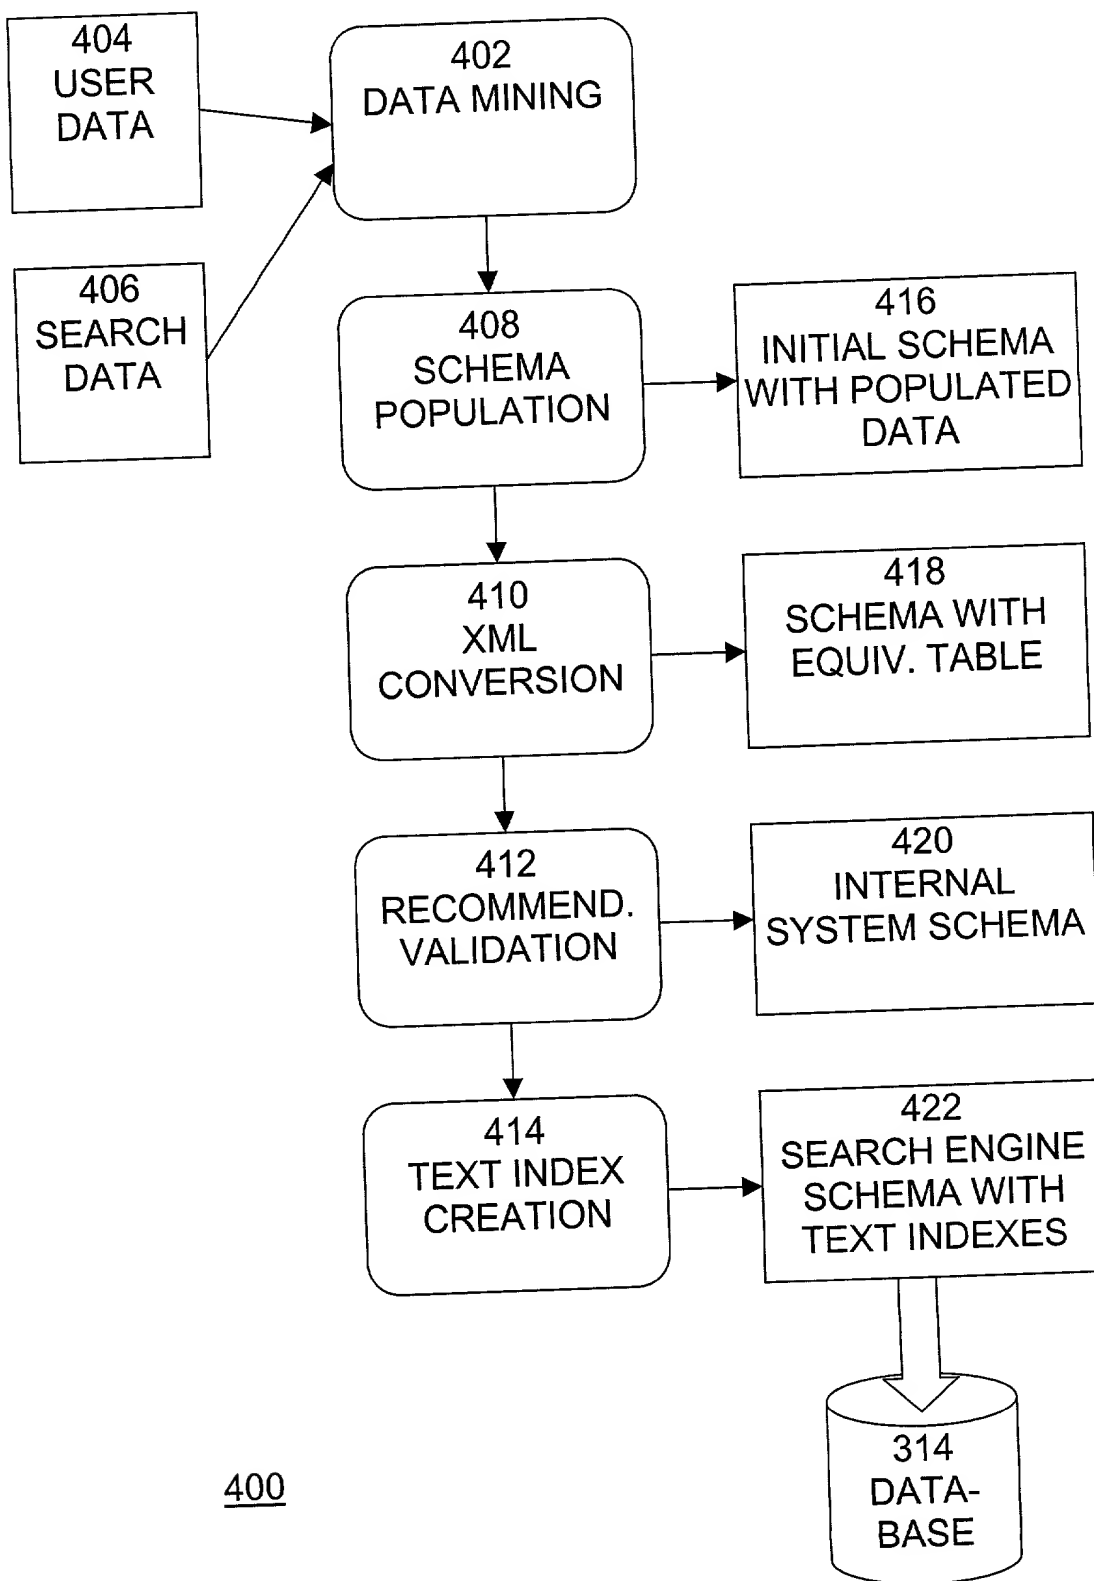 404
USER
DATA
402
DATA MINING
406
SEARCH
DATA
408
SCHEMA
POPULATION
416
INITIAL SCHEMA
WITH POPULATED
DATA
410
XML
CONVERSION
418
SCHEMA WITH
EQUIV. TABLE
412
RECOMMEND.
VALIDATION
420
INTERNAL
SYSTEM SCHEMA
414
TEXT INDEX
CREATION
422
SEARCH ENGINE
SCHEMA WITH
TEXT INDEXES
314
DATA-
BASE
400